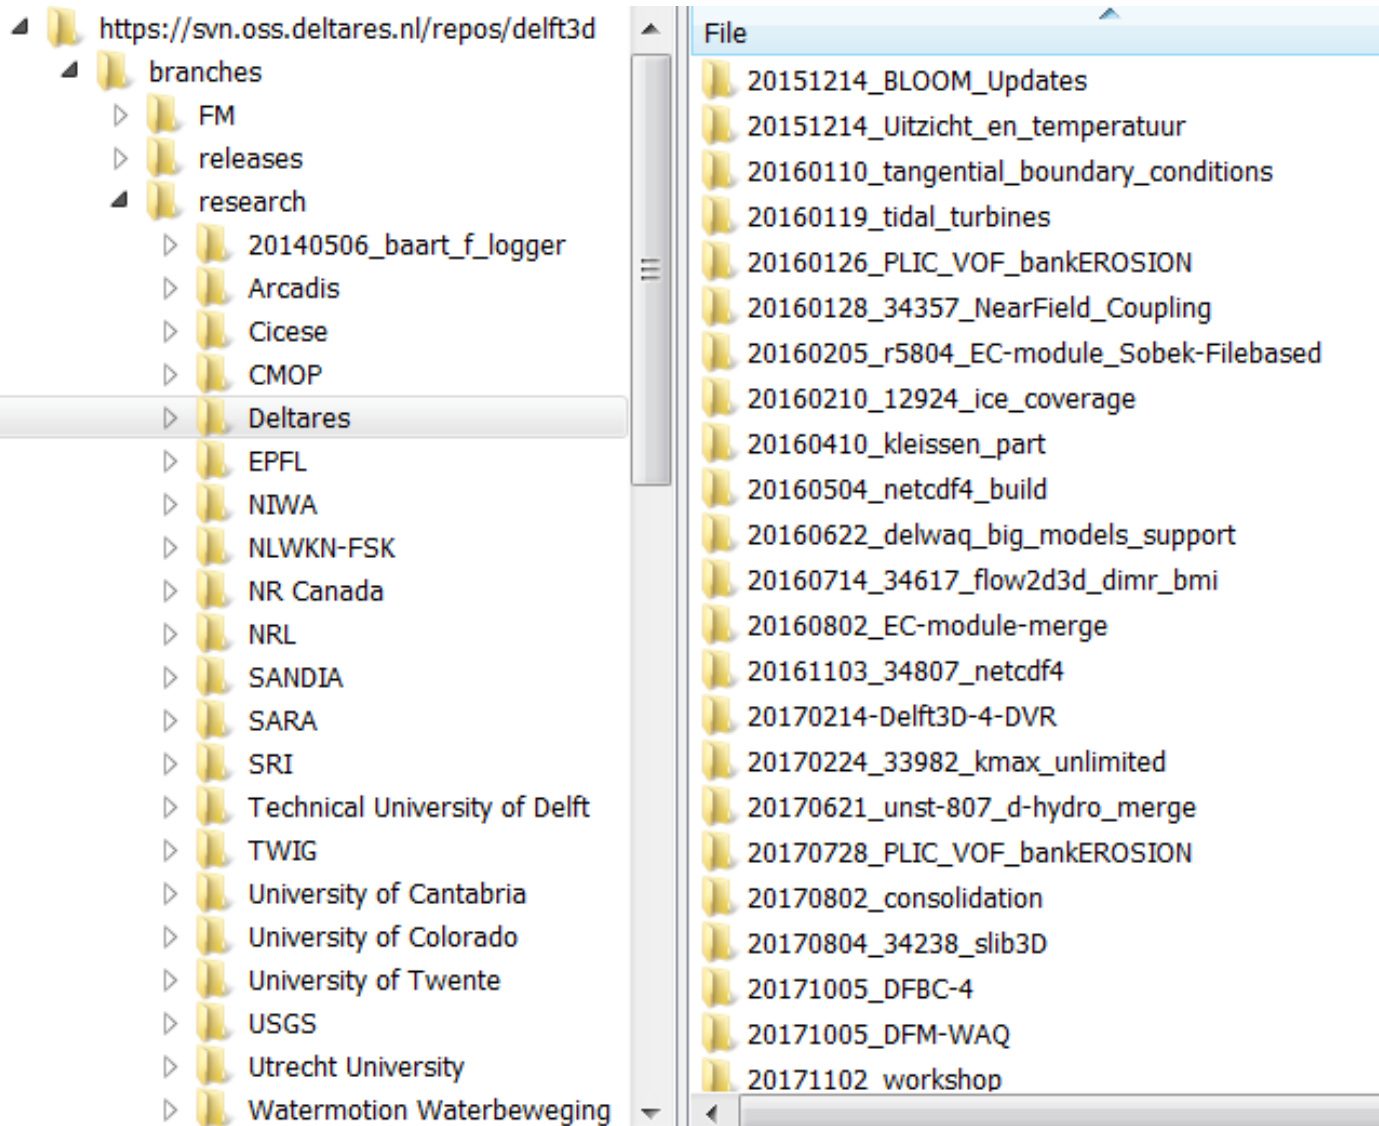 https://svn.oss.deltares.nl/repos/delft3d
branches
FM
releases
research
20140506_baart_f_logger
Arcadis
Cicese
CMOP
Deltares
EPFL
NIWA
NLWKN-FSK
NR Canada
NRL
SANDIA
SARA
SRI
Technical University of Delft
TWIG
University of Cantabria
University of Colorado
University of Twente
USGS
Utrecht University
Watermotion Waterbeweging
File
20151214_BLOOM_Updates
20151214_Uitzicht_en_temperatuur
20160110_tangential_boundary_conditions
20160119_tidal_turbines
20160126_PLIC_VOF_bankEROSION
20160128_34357_NearField_Coupling
20160205_r5804_EC-module_Sobek-Filebased
20160210_12924_ice_coverage
20160410_kleissen_part
20160504_netcdf4_build
20160622_delwaq_big_models_support
20160714_34617_flow2d3d_dimr_bmi
20160802_EC-module-merge
20161103_34807_netcdf4
20170214-Delft3D-4-DVR
20170224_33982_kmax_unlimited
20170621_unst-807_d-hydro_merge
20170728_PLIC_VOF_bankEROSION
20170802_consolidation
20170804_34238_slib3D
20171005_DFBC-4
20171005_DFM-WAQ
20171102_workshop